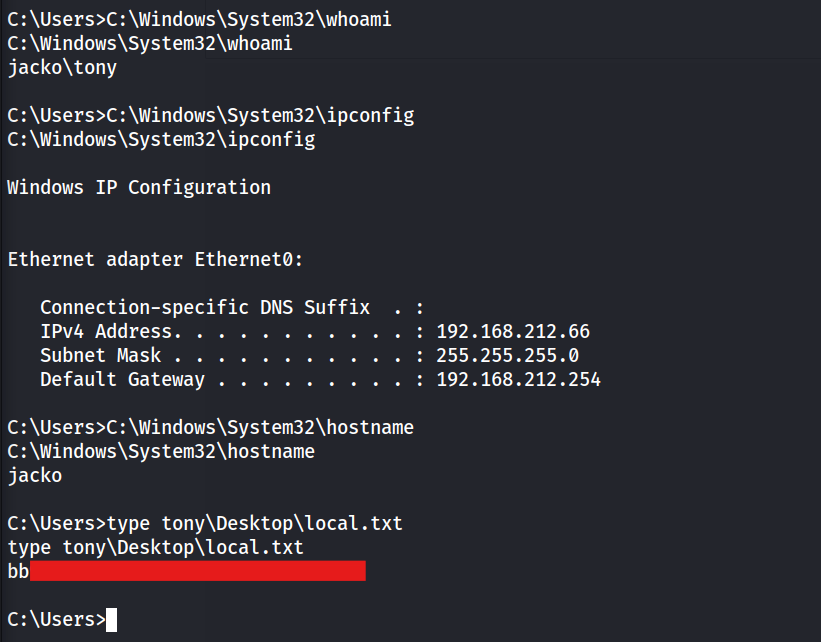 C:\Users>C:\Windows\System32\whoami
C:\Windows\System32\whoami
jacko\tony
C:\Users>C:\Windows\System32\ipconfig
C:\Windows\System32\ipconfig
Windows IP Configuration
Ethernet adapter Ethernet0:
   Connection-specific DNS Suffix  . :
   IPv4 Address. . . . . . . . . . . : 192.168.212.66
   Subnet Mask . . . . . . . . . . . : 255.255.255.0
   Default Gateway . . . . . . . . . : 192.168.212.254
C:\Users>C:\Windows\System32\hostname
C:\Windows\System32\hostname
jacko
C:\Users>type tony\Desktop\local.txt
type tony\Desktop\local.txt
bb
C:\Users>